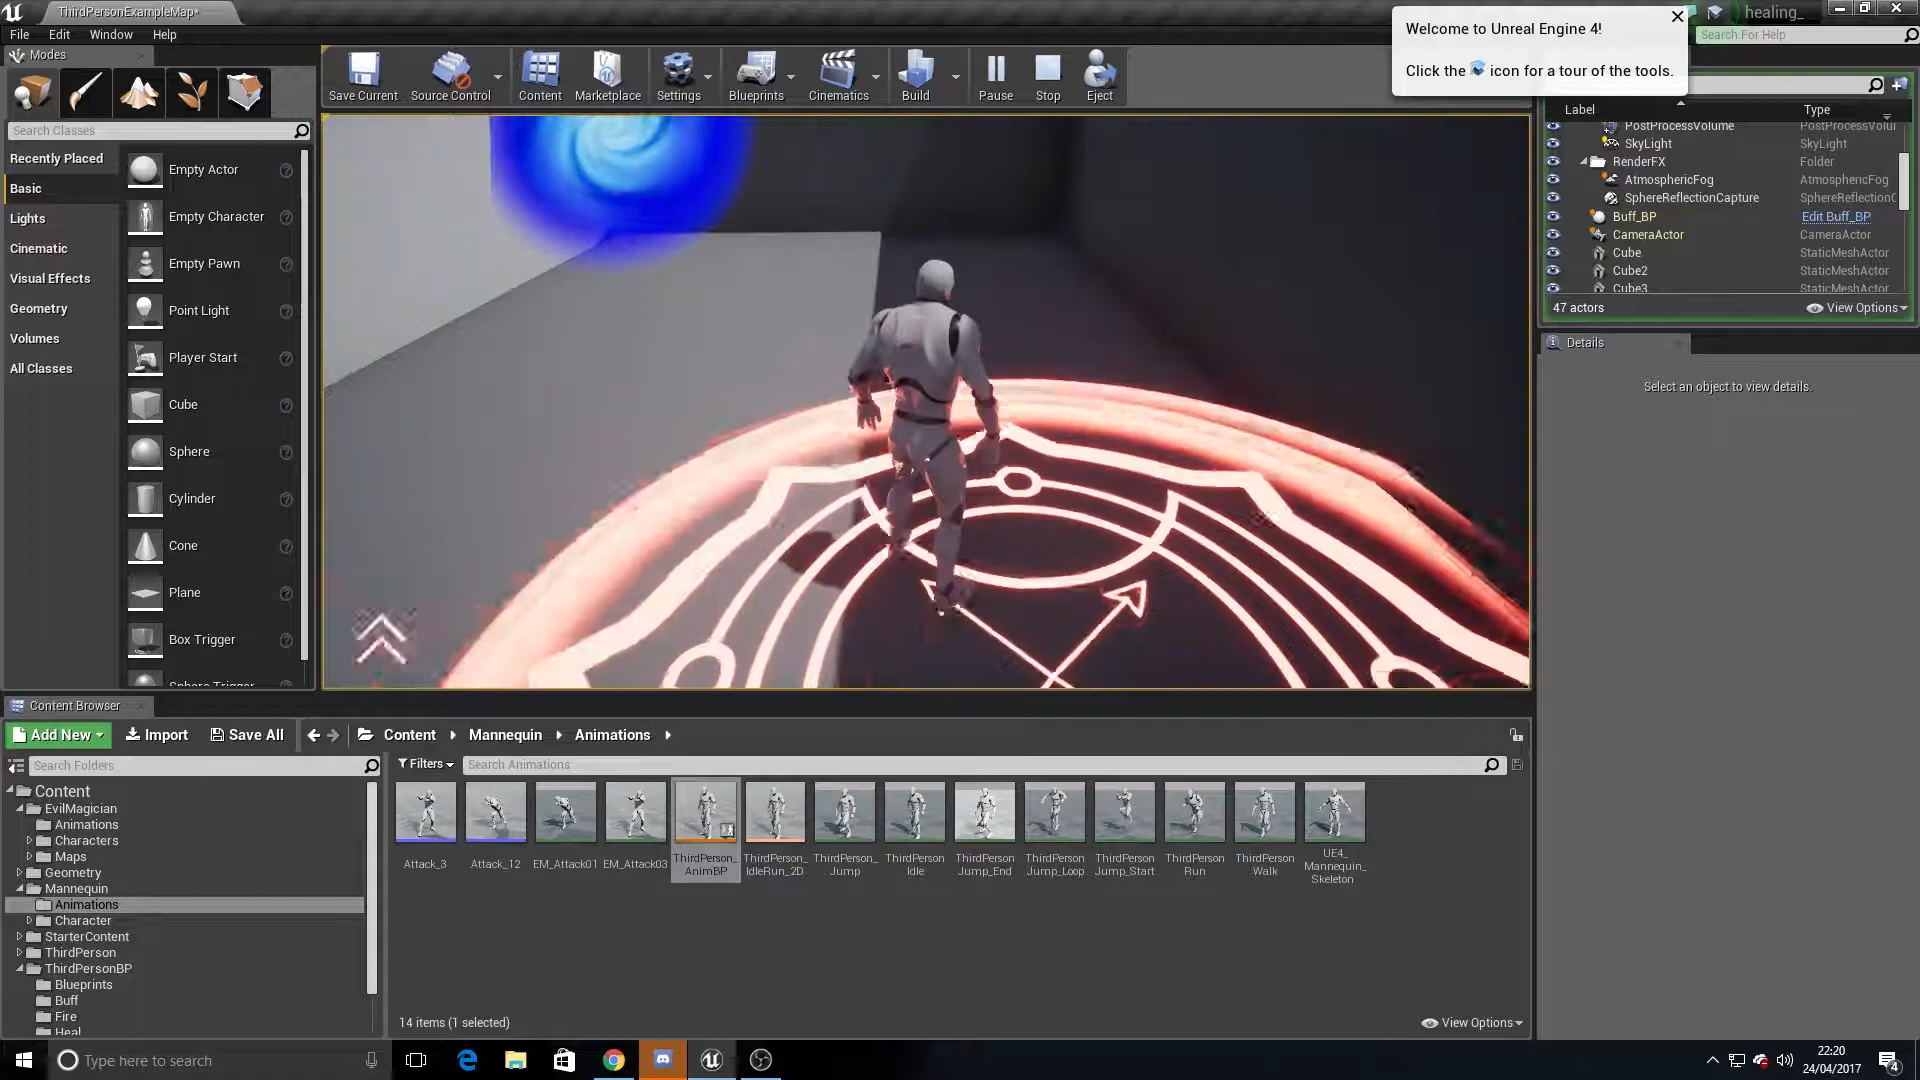 ThirdPersonExampleMap*
healing_
File Edit Window Help
Search For Help
Welcome to Unreal Engine 4!
Click the icon for a tour of the tools.
Modes
Save Current Source Control Content Marketplace Settings Blueprints Cinematics Build Pause Stop Eject
Search Classes
Recently Placed
Basic
Lights
Cinematic
Visual Effects
Geometry
Volumes
All Classes
Empty Actor
Empty Character
Empty Pawn
Point Light
Player Start
Cube
Sphere
Cylinder
Cone
Plane
Box Trigger
Sphere Trigger
Label Type
PostProcessVolume PostProcessVolu
SkyLight SkyLight
RenderFX Folder
AtmosphericFog AtmosphericFog
SphereReflectionCapture SphereReflectionC
Buff_BP Edit Buff_BP
CameraActor CameraActor
Cube StaticMeshActor
Cube2 StaticMeshActor
Cube3 StaticMeshActor
47 actors View Options
Details
Select an object to view details.
Content Browser
Add New Import Save All Content Mannequin Animations
Search Folders
Filters Search Animations
Content
EvilMagician
Animations
Characters
Maps
Geometry
Mannequin
Animations
Character
StarterContent
ThirdPerson
ThirdPersonBP
Blueprints
Buff
Fire
Heal
Attack_3
Attack_12
EM_Attack01
EM_Attack03
ThirdPerson_
AnimBP
ThirdPerson_
IdleRun_2D
ThirdPerson_
Jump
ThirdPerson
Idle
ThirdPerson
Jump_End
ThirdPerson
Jump_Loop
ThirdPerson
Jump_Start
ThirdPerson
Run
ThirdPerson
Walk
UE4_
Mannequin_
Skeleton
14 items (1 selected) View Options
Type here to search
22:20
24/04/2017
4